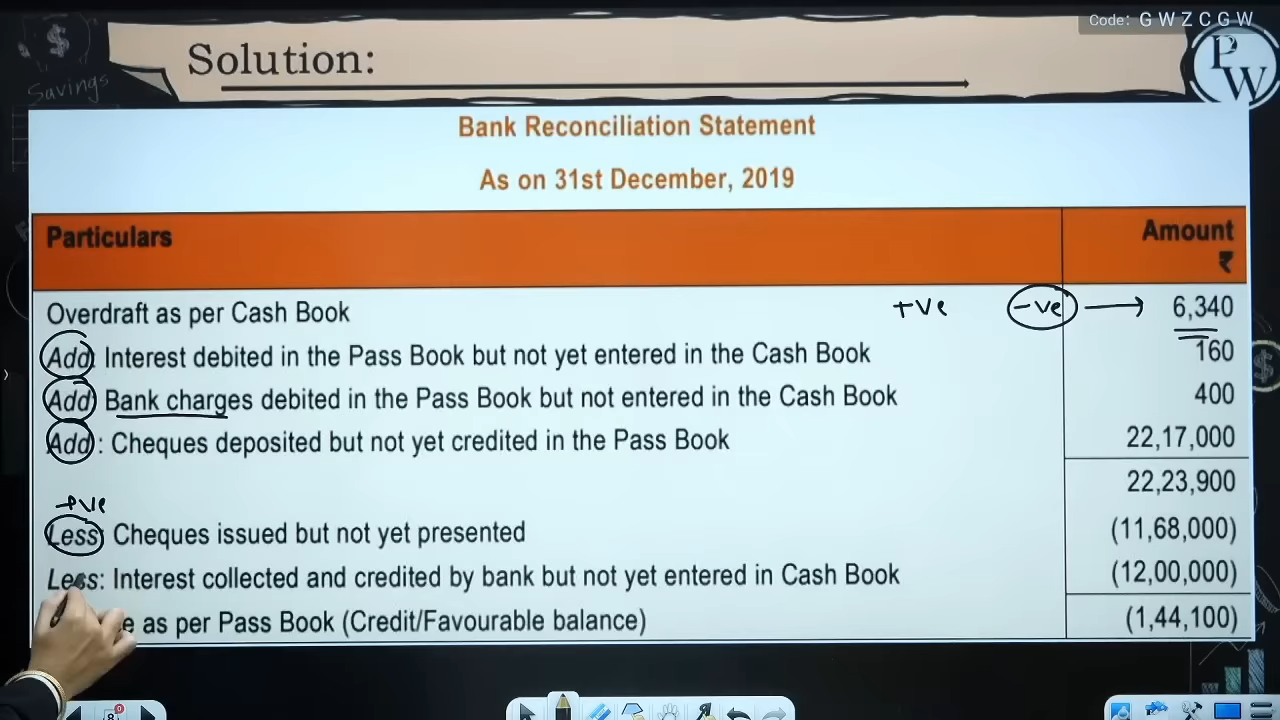 Code: G W Z C G W
Solution:
P
W
Savings
Bank Reconciliation Statement
As on 31st December, 2019
Particulars Amount
₹
Overdraft as per Cash Book +ve -ve → 6,340
Add: Interest debited in the Pass Book but not yet entered in the Cash Book 160
Add: Bank charges debited in the Pass Book but not entered in the Cash Book 400
Add: Cheques deposited but not yet credited in the Pass Book 22,17,000
22,23,900
+ve
Less: Cheques issued but not yet presented (11,68,000)
Less: Interest collected and credited by bank but not yet entered in Cash Book (12,00,000)
as per Pass Book (Credit/Favourable balance) (1,44,100)